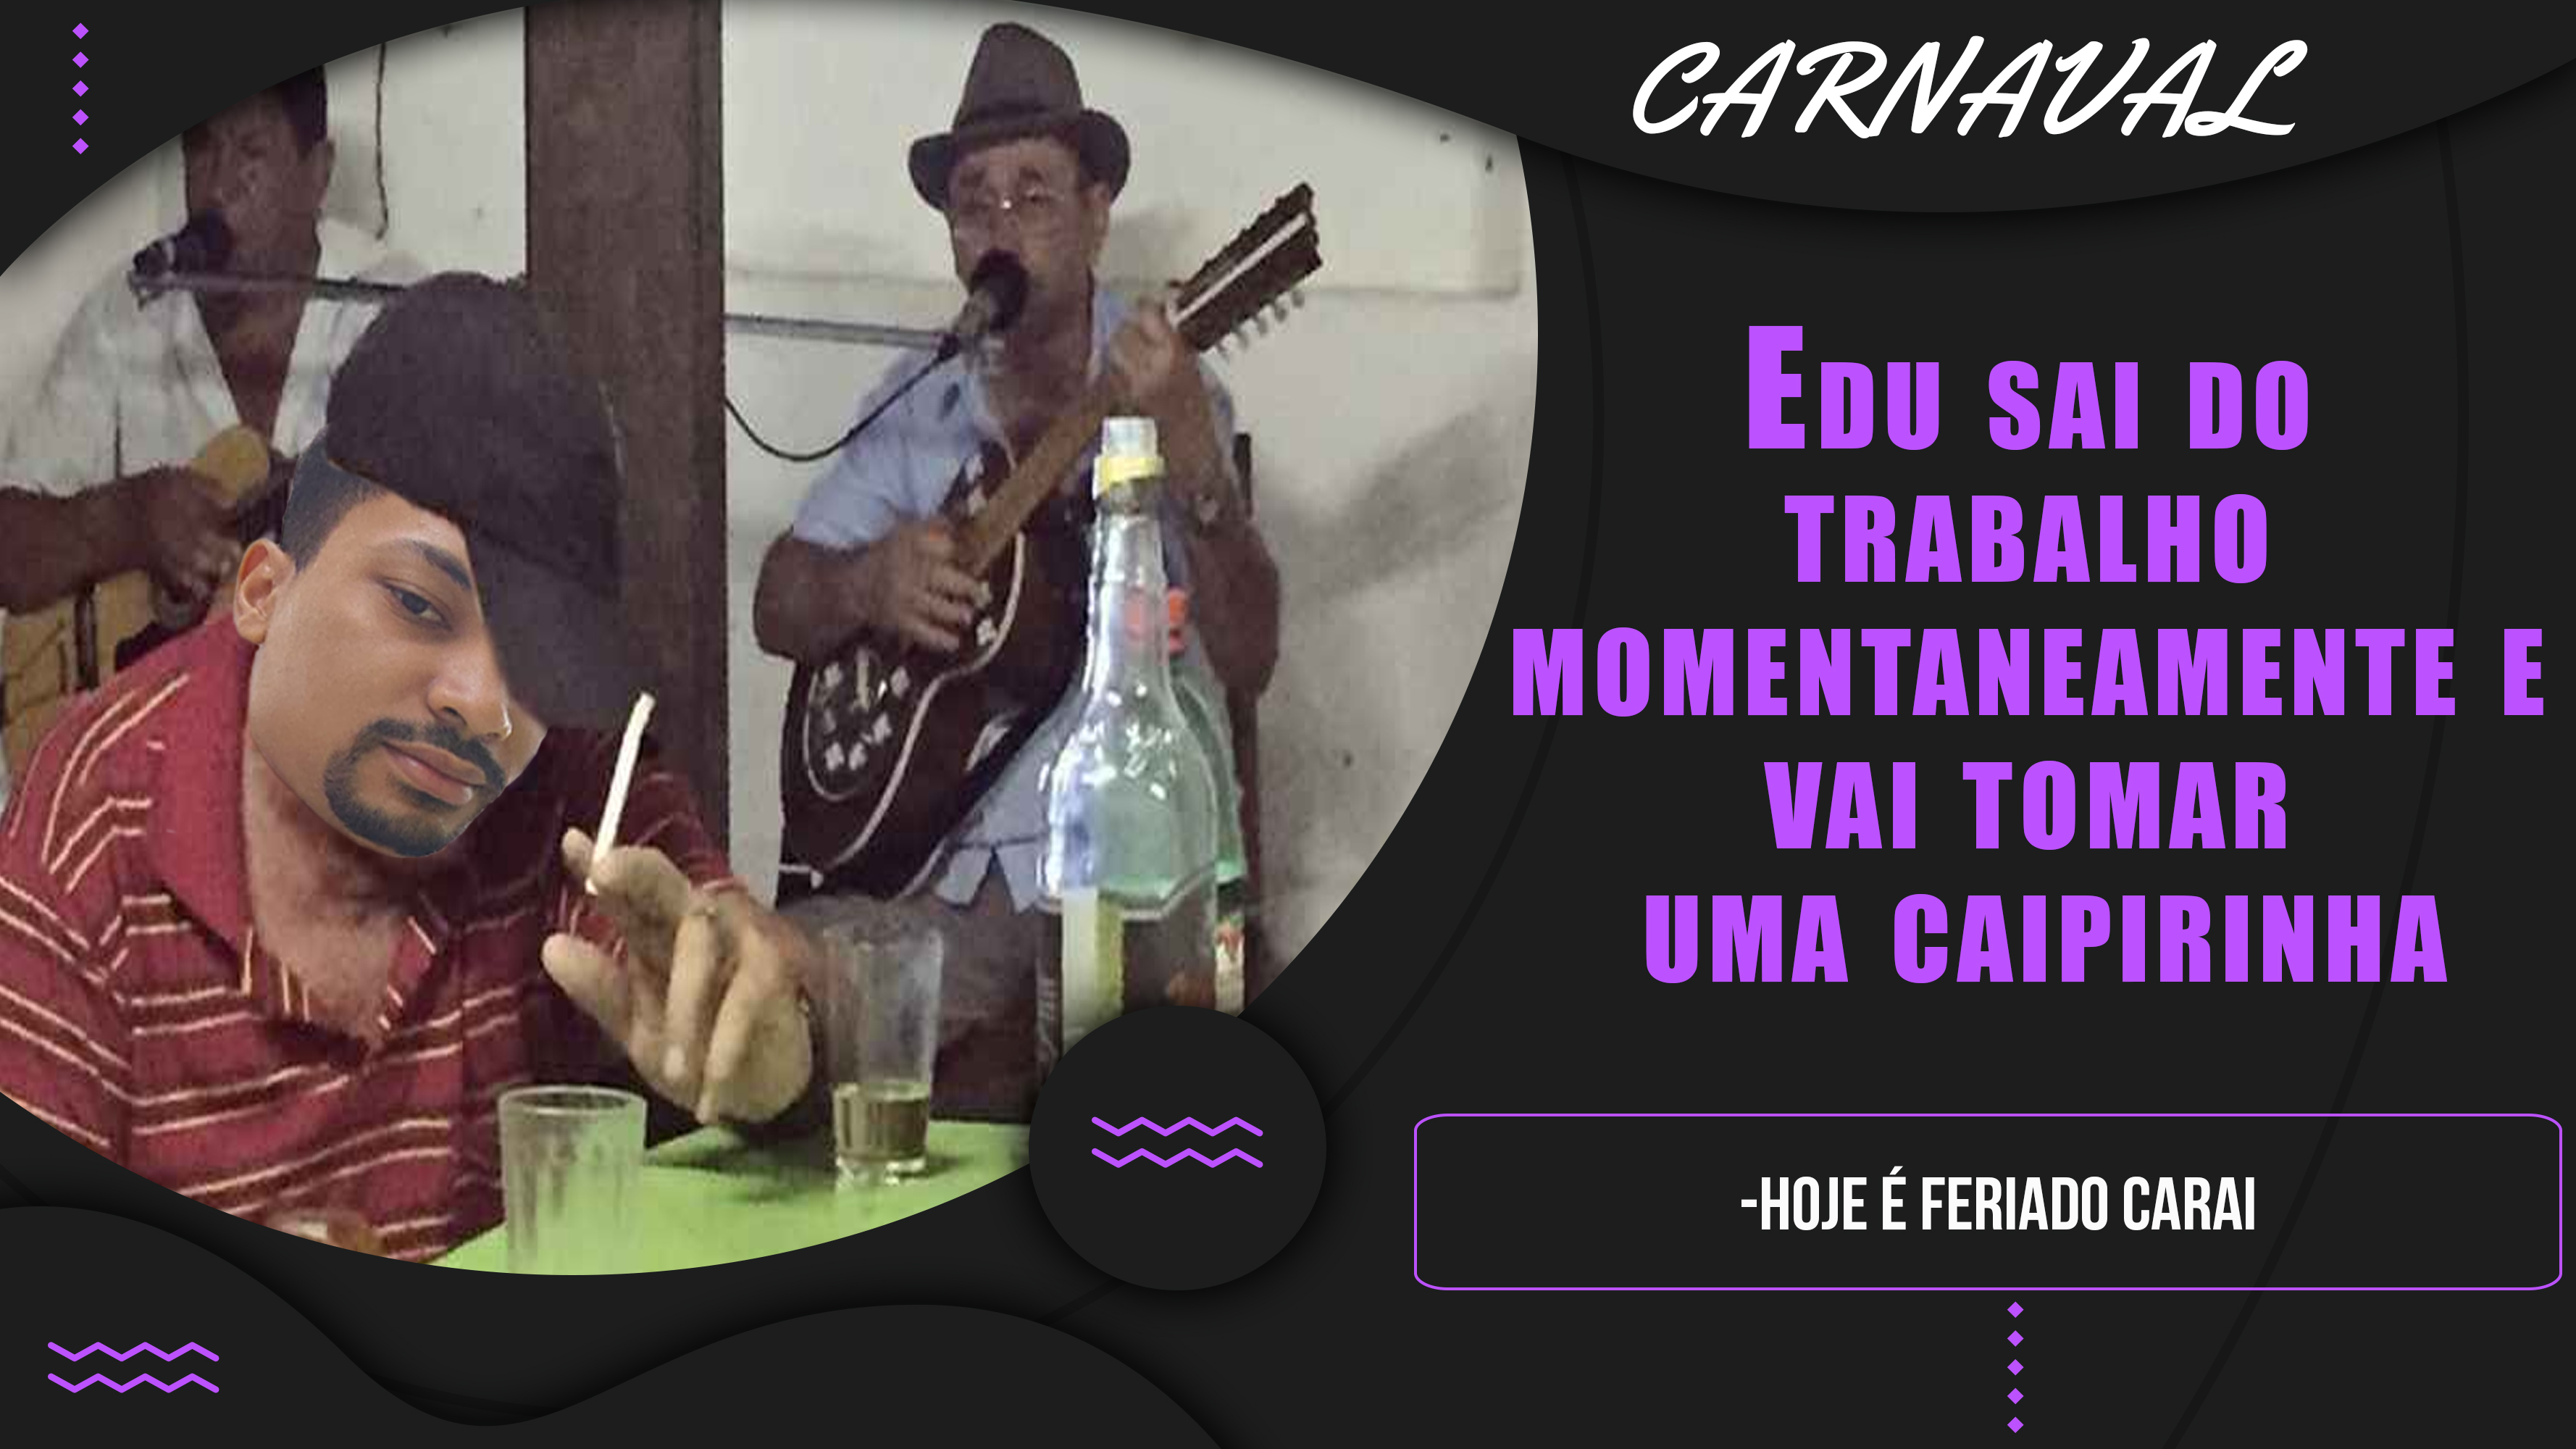 CARNAVAL
EDU SAI DO
TRABALHO
MOMENTANEAMENTE E
VAI TOMAR
UMA CAIPIRINHA
-HOJE É FERIADO CARAI